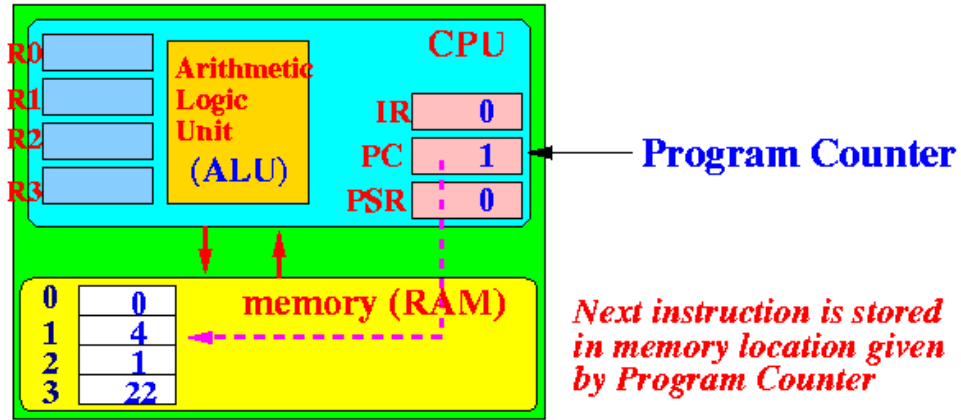 CPU
R0
R1
R2
R3
Arithmetic
Logic
Unit
(ALU)
IR 0
PC 1
PSR 0
Program Counter
memory (RAM)
0 0
1 4
2 1
3 22
Next instruction is stored
in memory location given
by Program Counter